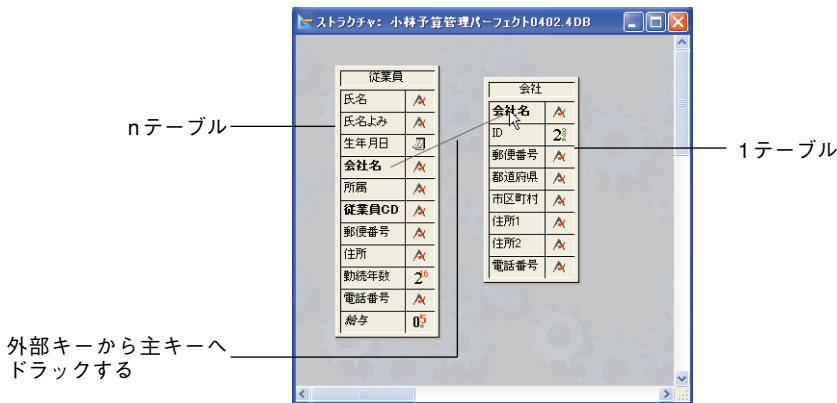 ストラクチャ: 小林予算管理パーフェクト0402.4DB
従業員
氏名
氏名よみ
生年月日
会社名
所属
従業員CD
郵便番号
住所
勤続年数
電話番号
給与
会社
会社名
ID
郵便番号
都道府県
市区町村
住所1
住所2
電話番号
nテーブル
1テーブル
外部キーから主キーへ
ドラックする